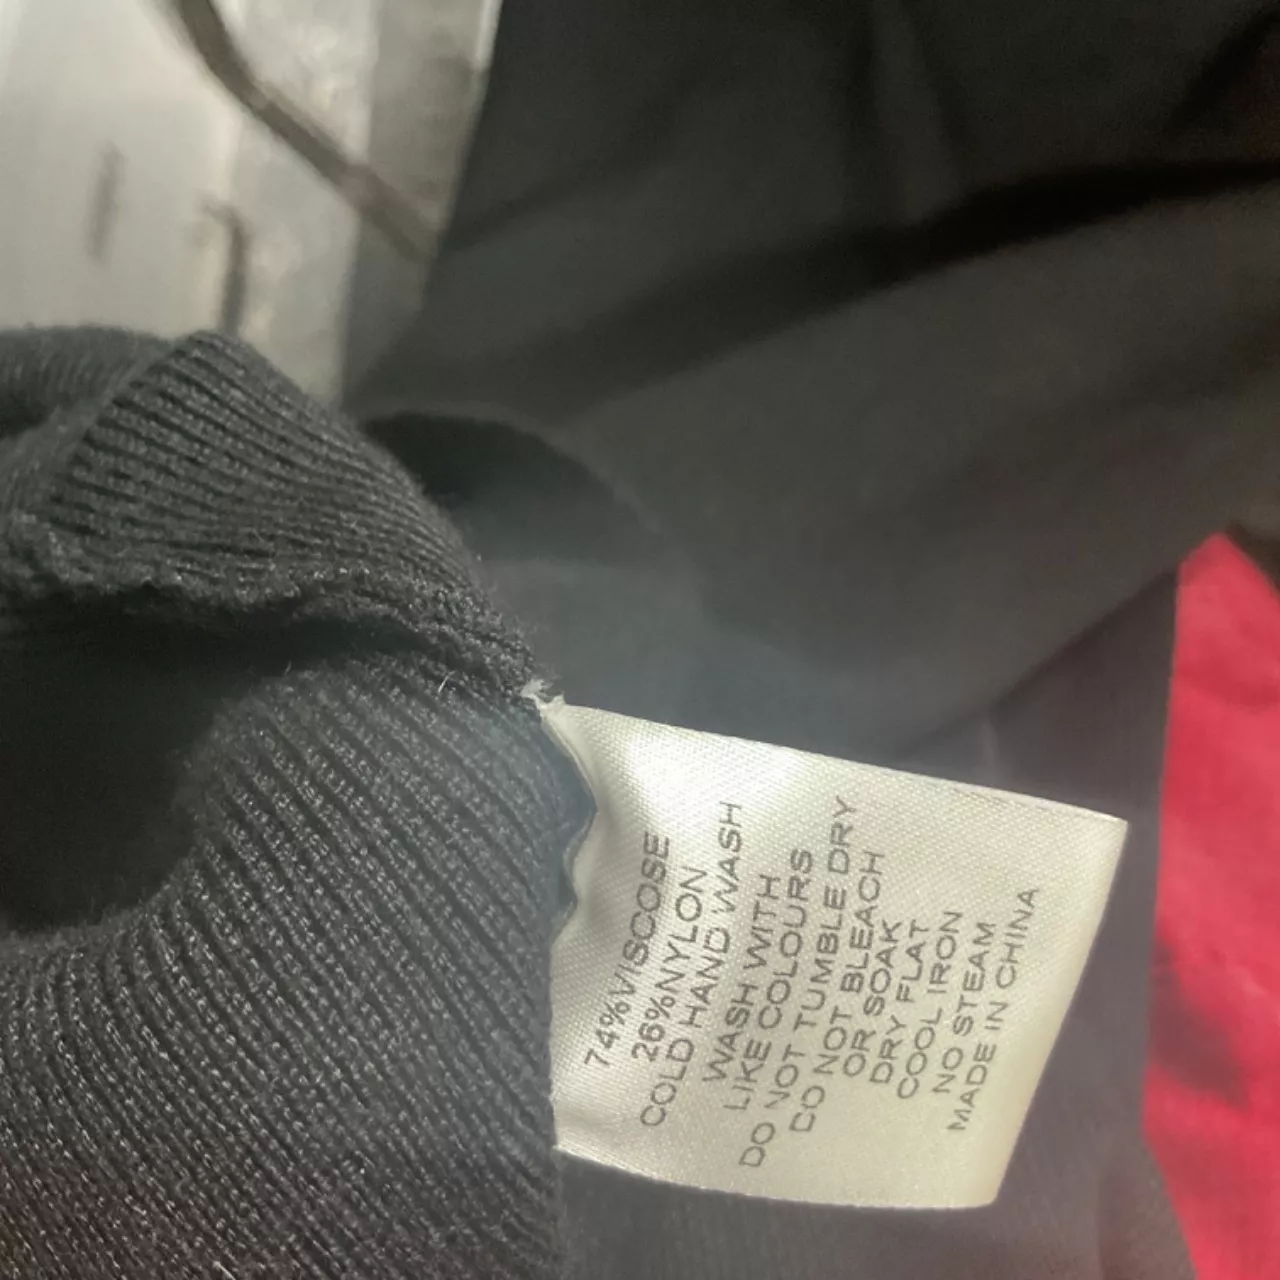 74%VISCOSE
26%NYLON
COLD HAND WASH
WASH WITH
LIKE COLOURS
DO NOT TUMBLE DRY
DO NOT BLEACH
OR SOAK
DRY FLAT
COOL IRON
NO STEAM
MADE IN CHINA